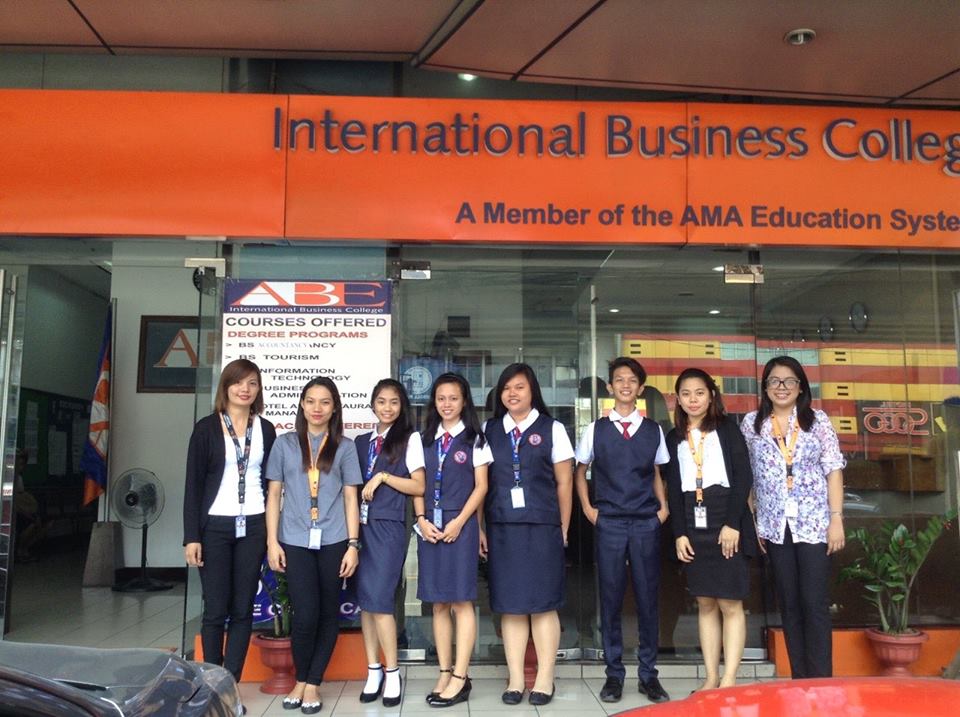 International Business Colleg
A Member of the AMA Education Syste
ABE
International Business College
COURSES OFFERED
DEGREE PROGRAMS
> BS ACCOUNTANCY
> BS TOURISM
INFORMATION
TECHNOLOGY
ADMINISTRATION